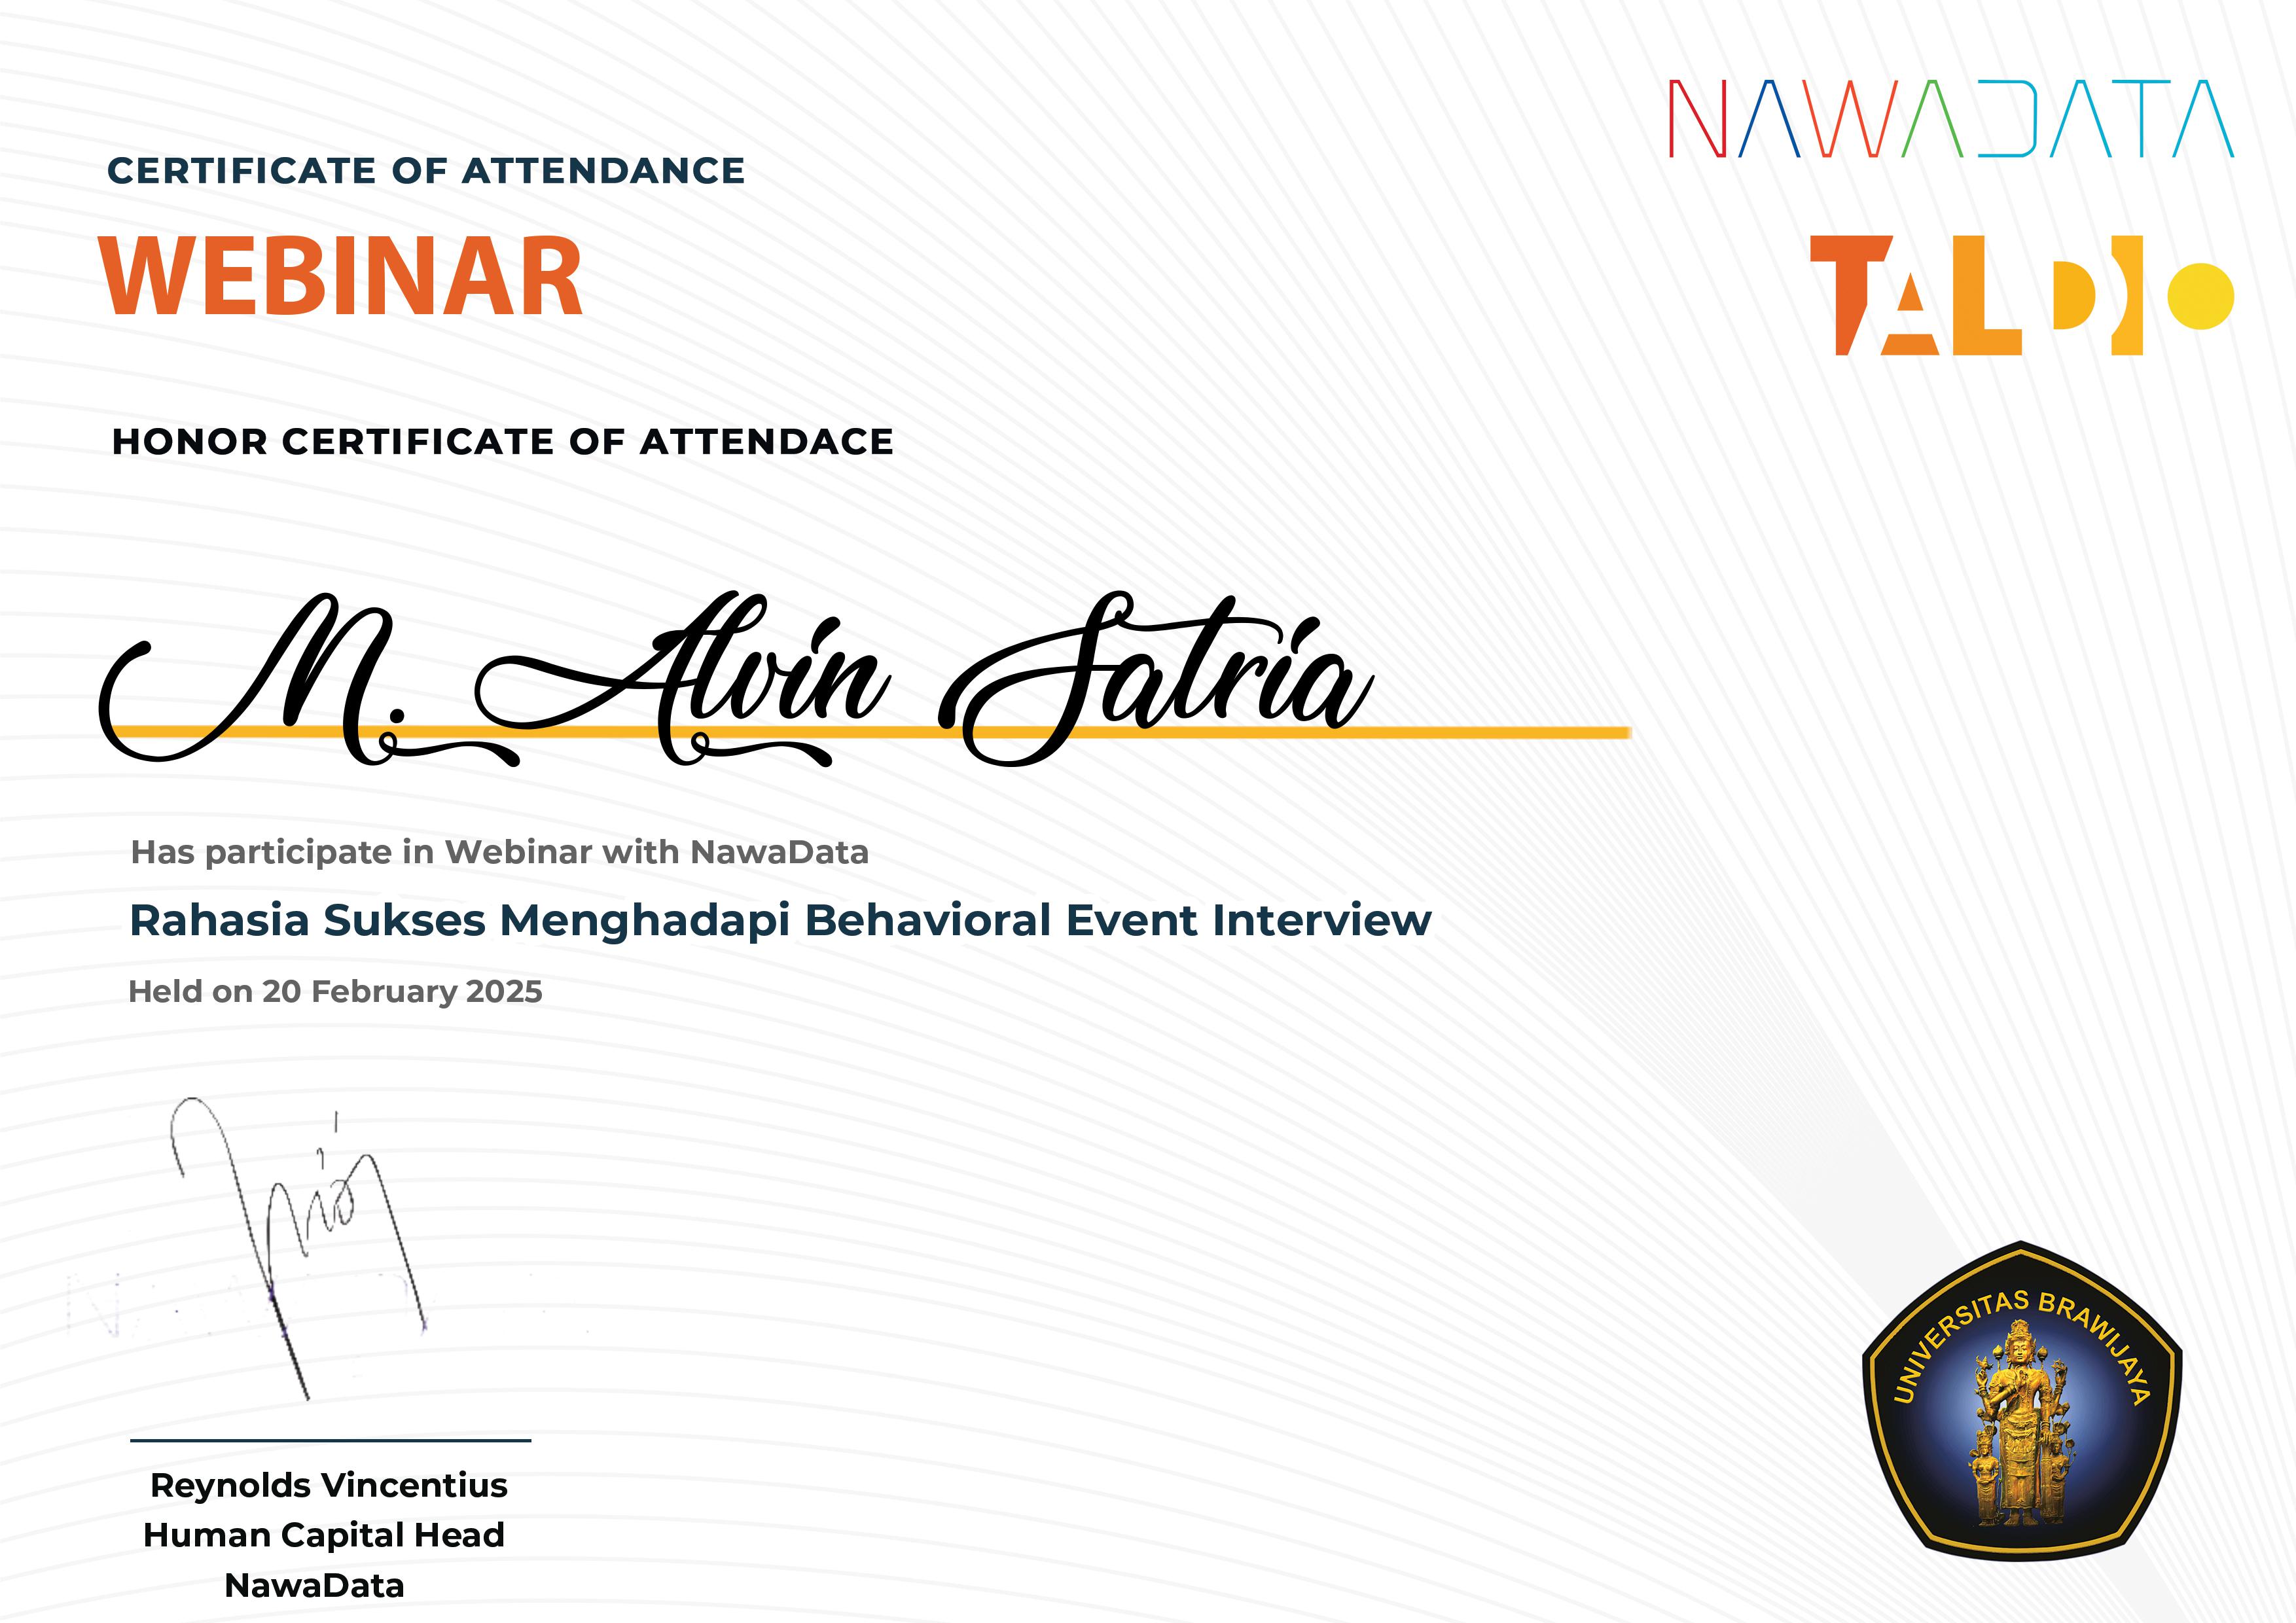 NAWADATA
CERTIFICATE OF ATTENDANCE
WEBINAR
TALDIO
HONOR CERTIFICATE OF ATTENDACE
M. Alvin Satria
Has participate in Webinar with NawaData
Rahasia Sukses Menghadapi Behavioral Event Interview
Held on 20 February 2025
UNIVERSITAS BRAWIJAYA
Reynolds Vincentius
Human Capital Head
NawaData